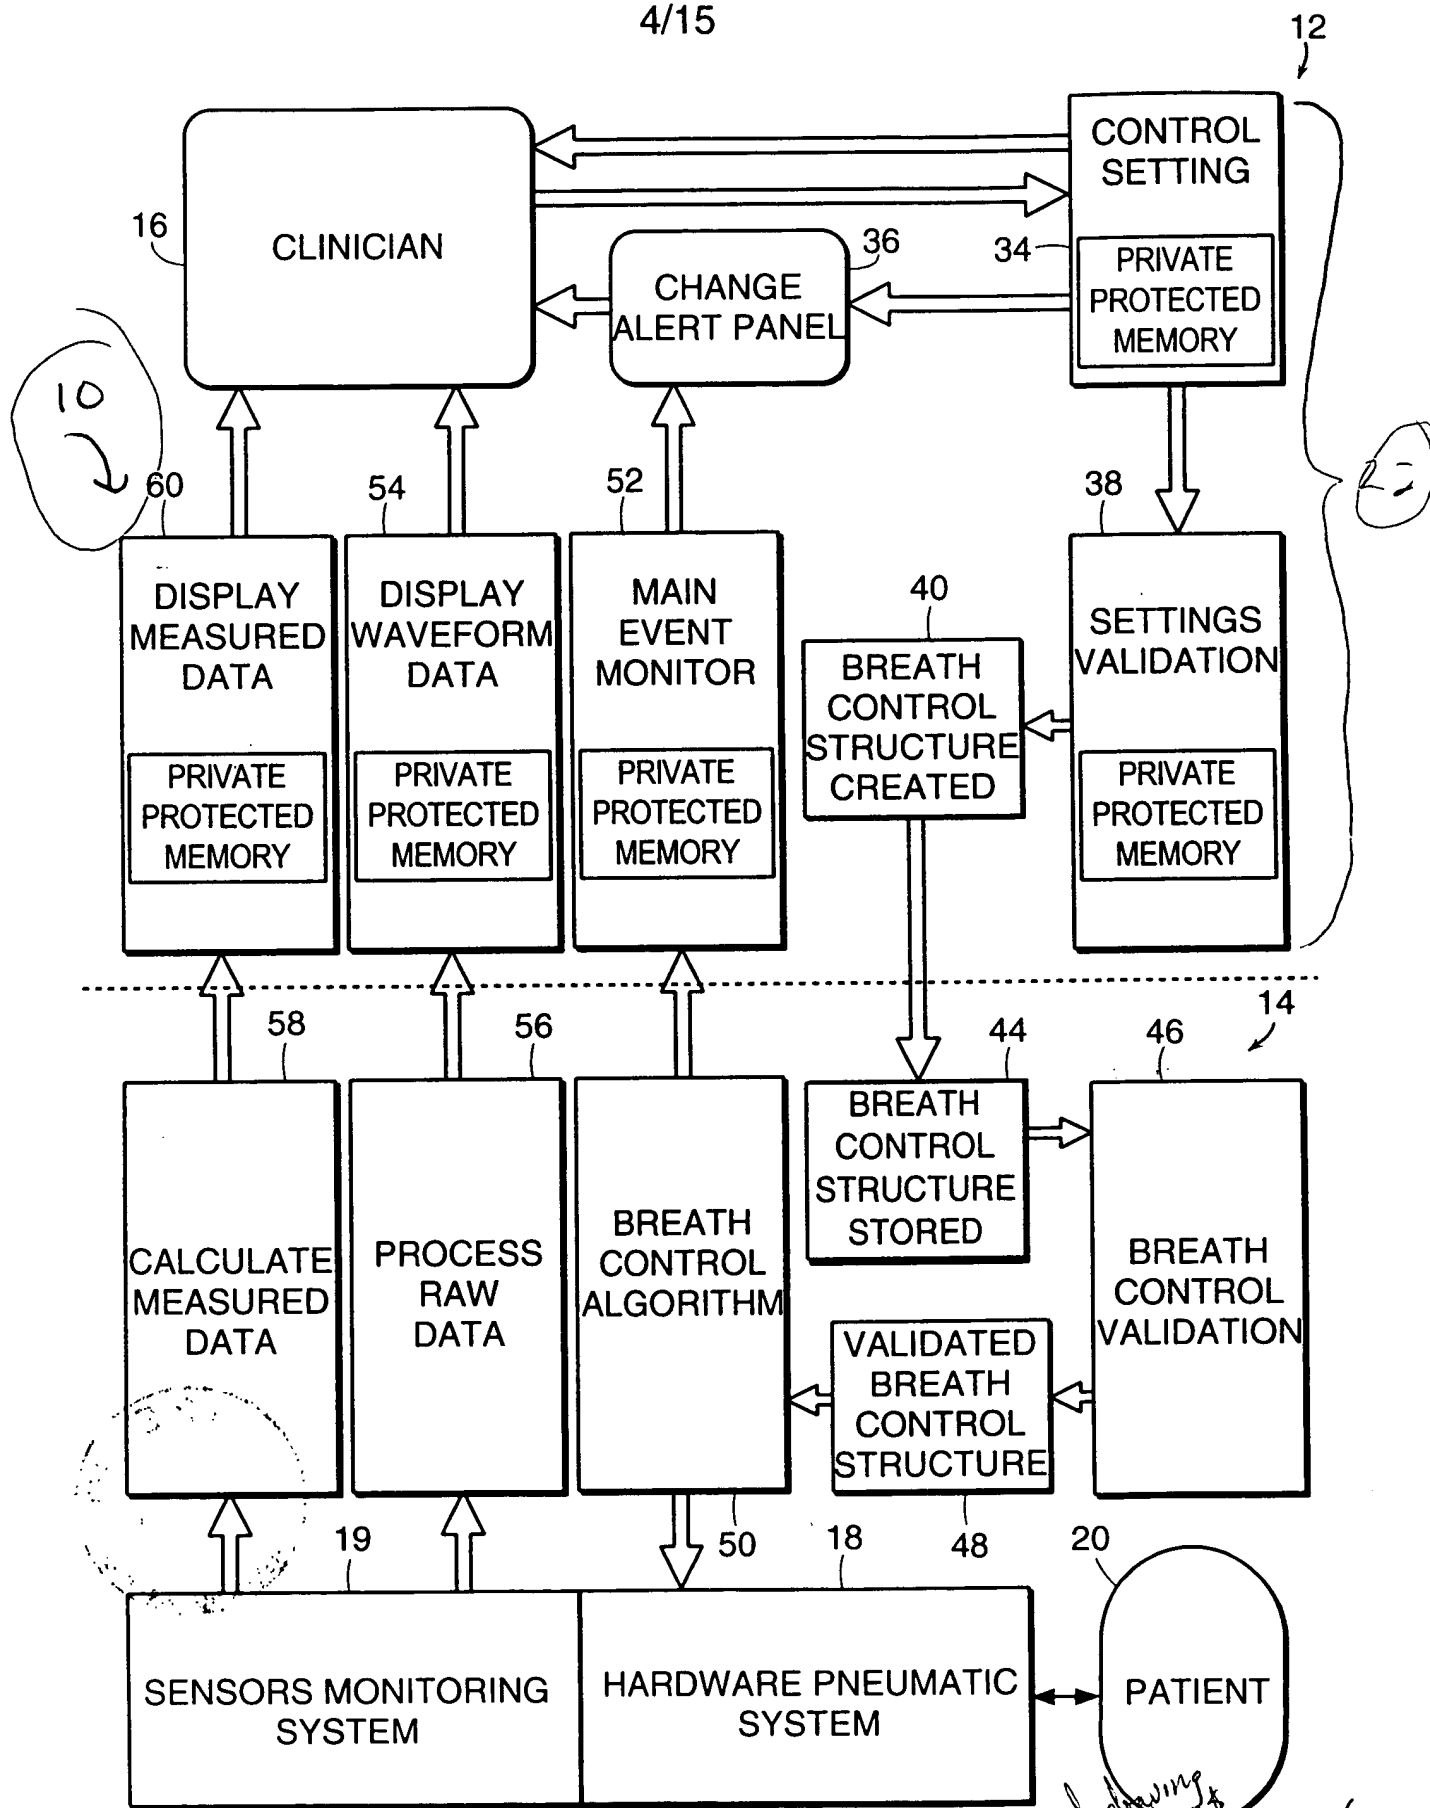 4/15
12
CONTROL
SETTING
16
CLINICIAN
34
PRIVATE
PROTECTED
MEMORY
36
CHANGE
ALERT PANEL
10
60
54
52
38
DISPLAY
MEASURED
DATA
PRIVATE
PROTECTED
MEMORY
DISPLAY
WAVEFORM
DATA
PRIVATE
PROTECTED
MEMORY
MAIN
EVENT
MONITOR
PRIVATE
PROTECTED
MEMORY
40
BREATH
CONTROL
STRUCTURE
CREATED
SETTINGS
VALIDATION
PRIVATE
PROTECTED
MEMORY
14
58
56
44
46
CALCULATE
MEASURED
DATA
PROCESS
RAW
DATA
BREATH
CONTROL
ALGORITHM
BREATH
CONTROL
STRUCTURE
STORED
BREATH
CONTROL
VALIDATION
VALIDATED
BREATH
CONTROL
STRUCTURE
19
50
18
48
20
SENSORS MONITORING
SYSTEM
HARDWARE PNEUMATIC
SYSTEM
PATIENT
drawing